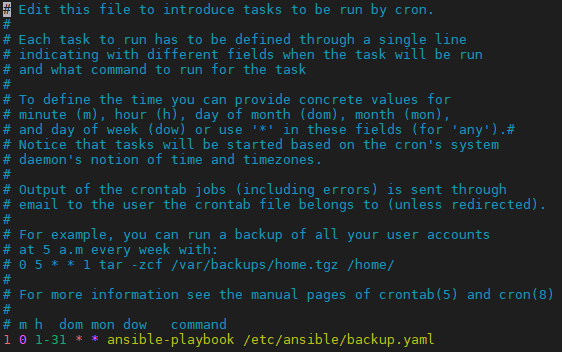 # Edit this file to introduce tasks to be run by cron.
#
# Each task to run has to be defined through a single line
# indicating with different fields when the task will be run
# and what command to run for the task
#
# To define the time you can provide concrete values for
# minute (m), hour (h), day of month (dom), month (mon),
# and day of week (dow) or use '*' in these fields (for 'any').#
# Notice that tasks will be started based on the cron's system
# daemon's notion of time and timezones.
#
# Output of the crontab jobs (including errors) is sent through
# email to the user the crontab file belongs to (unless redirected).
#
# For example, you can run a backup of all your user accounts
# at 5 a.m every week with:
# 0 5 * * 1 tar -zcf /var/backups/home.tgz /home/
#
# For more information see the manual pages of crontab(5) and cron(8)
#
# m h  dom mon dow   command
1 0 1-31 * * ansible-playbook /etc/ansible/backup.yaml